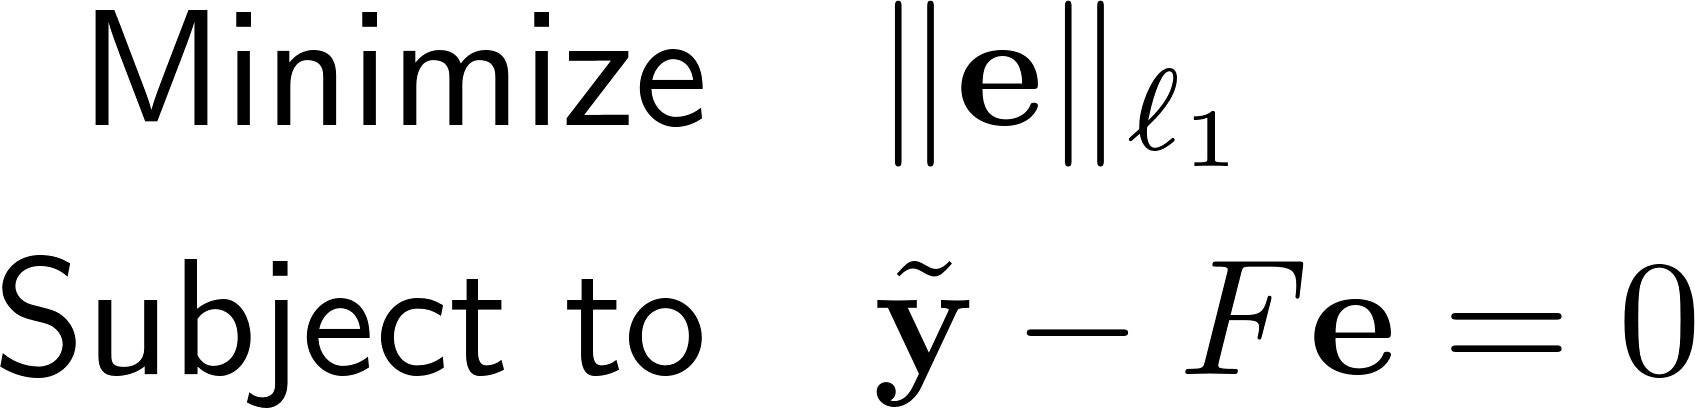 Minimize ‖e‖ℓ₁
Subject to ỹ − Fe = 0